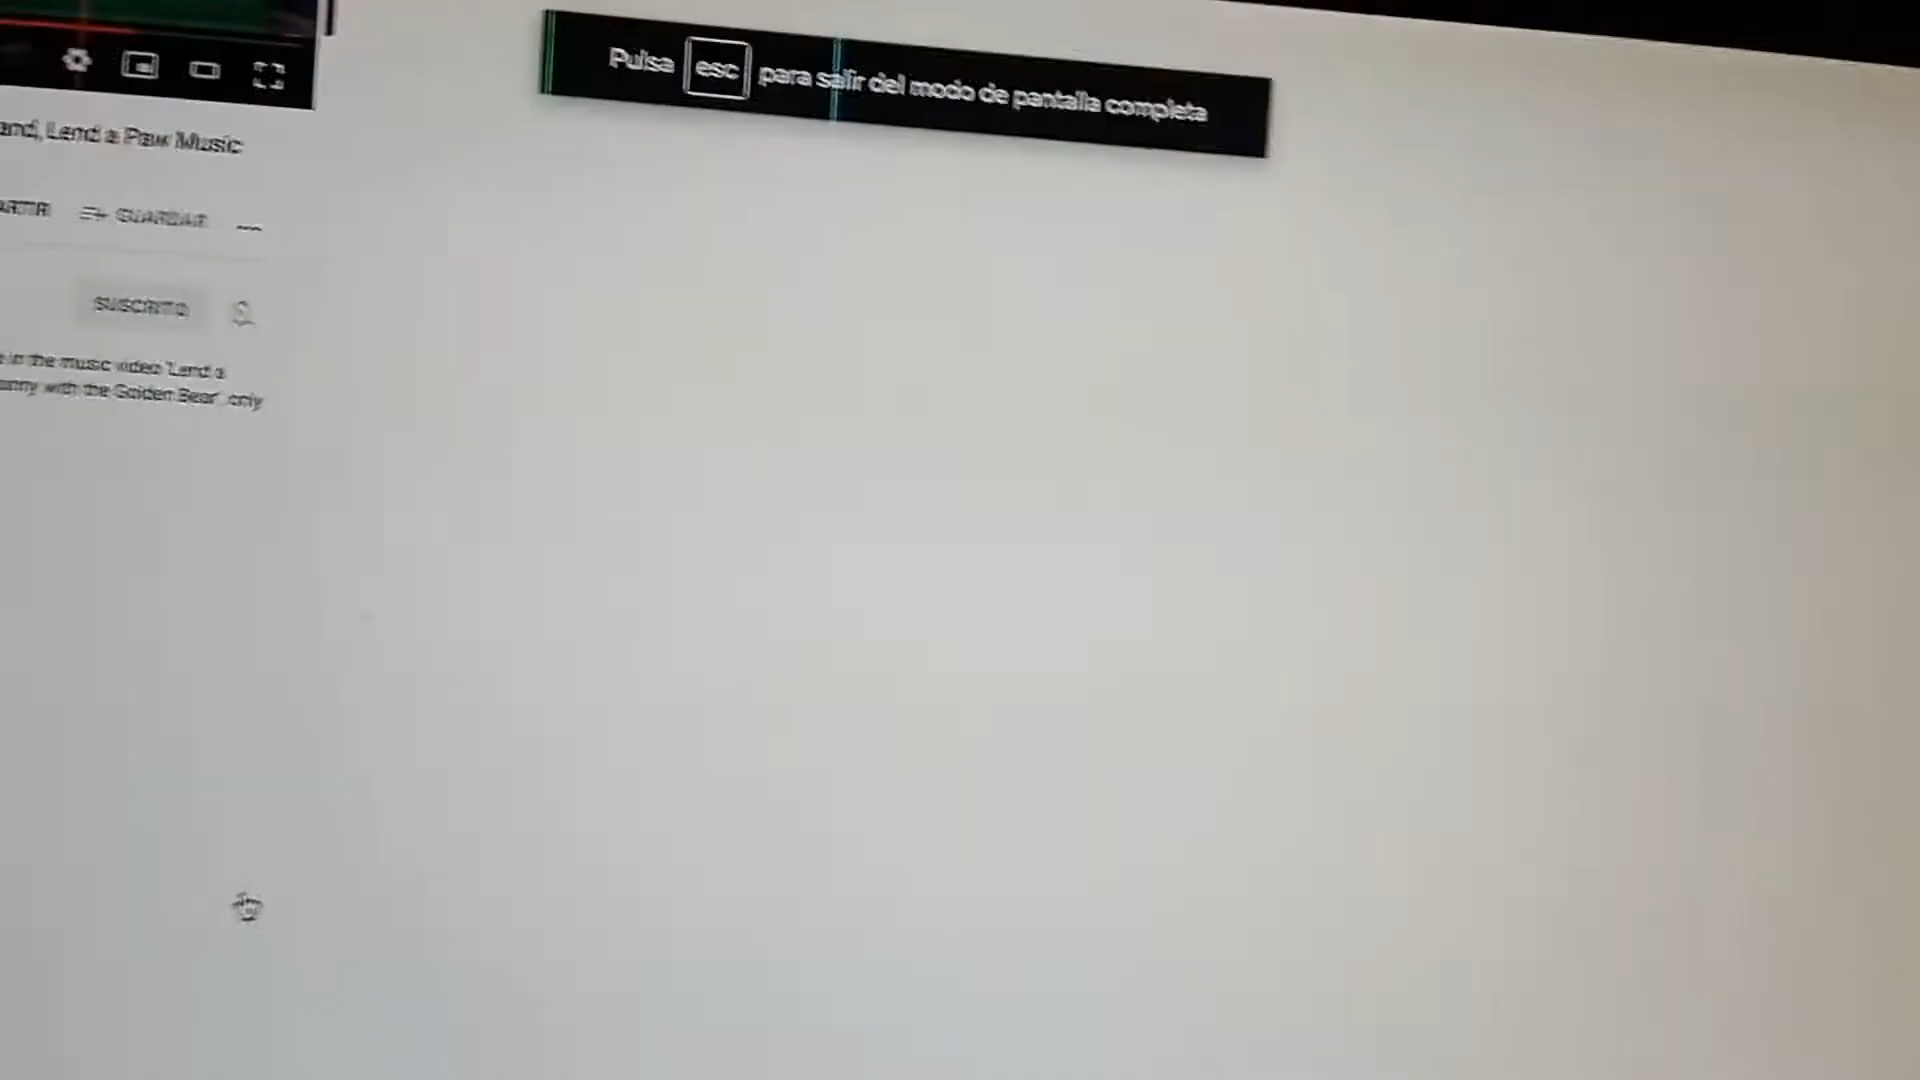 Pulsa esc para salir del modo de pantalla completa
and, Lend a Paw Music
GUARDAR ...
SUSCRITO
in the music video 'Lend a
with the Golden Bear' only